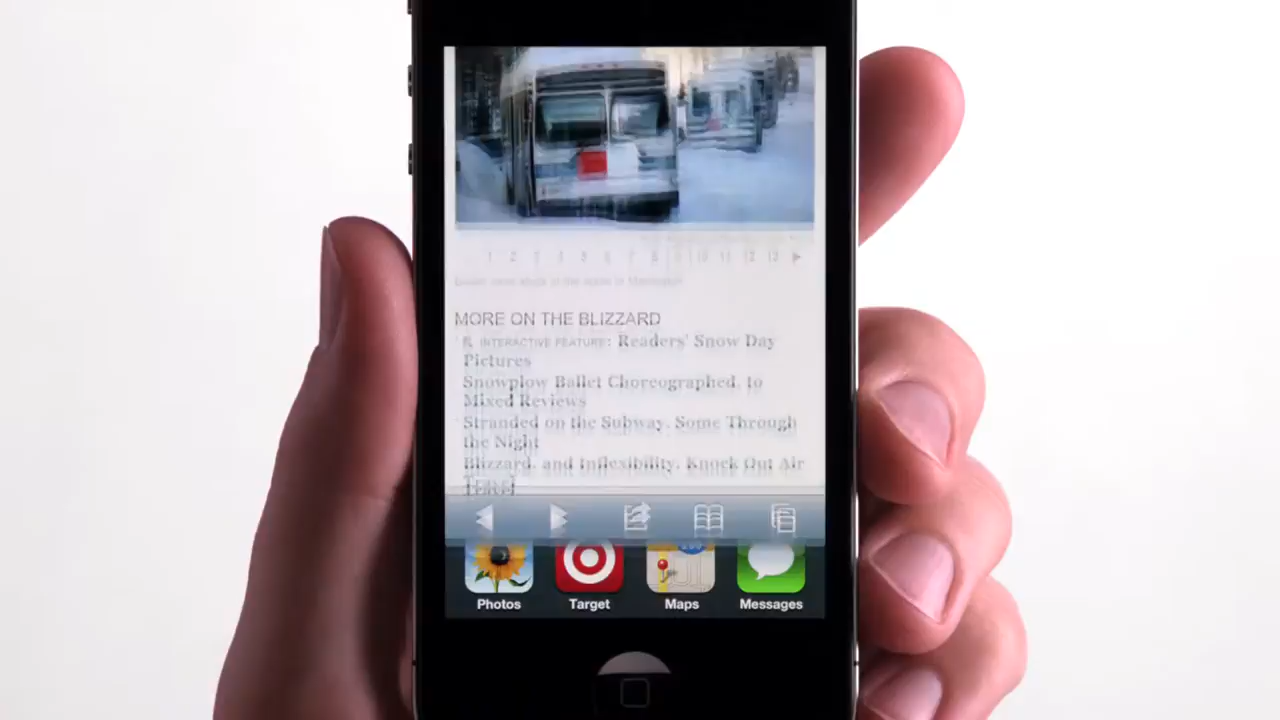 1 2 3 4 5 6 7 8 9 10 11 12 13
MORE ON THE BLIZZARD
INTERACTIVE FEATURE: Readers' Snow Day
Pictures
Snowplow Ballet Choreographed, to
Mixed Reviews
Stranded on the Subway, Some Through
the Night
Blizzard, and Inflexibility, Knock Out Air
Photos
Target
Maps
Messages